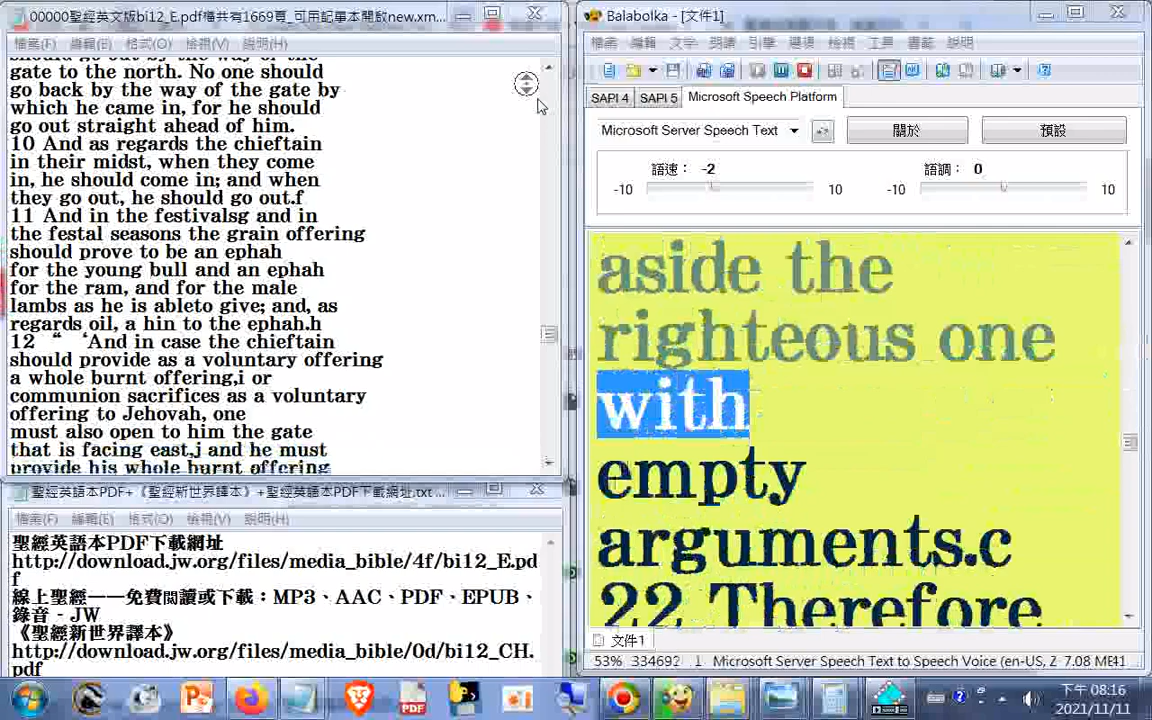 00000聖經英文版bi12_E.pdf檔共有1669頁_可用記事本開啟new.xm...
檔案(F) 編輯(E) 格式(O) 檢視(V) 說明(H)
should go out by the way of the
gate to the north. No one should
go back by the way of the gate by
which he came in, for he should
go out straight ahead of him.
10 And as regards the chieftain
in their midst, when they come
in, he should come in; and when
they go out, he should go out.f
11 And in the festivalsg and in
the festal seasons the grain offering
should prove to be an ephah
for the young bull and an ephah
for the ram, and for the male
lambs as he is ableto give; and, as
regards oil, a hin to the ephah.h
12 “ ‘And in case the chieftain
should provide as a voluntary offering
a whole burnt offering,i or
communion sacrifices as a voluntary
offering to Jehovah, one
must also open to him the gate
that is facing east,j and he must
provide his whole burnt offering
聖經英語本PDF+《聖經新世界譯本》+聖經英語本PDF下載網址.txt ...
檔案(F) 編輯(E) 格式(O) 檢視(V) 說明(H)
聖經英語本PDF下載網址
http://download.jw.org/files/media_bible/4f/bi12_E.pd
f
線上聖經——免費閱讀或下載：MP3、AAC、PDF、EPUB、
錄音 - JW
《聖經新世界譯本》
http://download.jw.org/files/media_bible/0d/bi12_CH.
pdf
Balabolka - [文件1]
檔案 編輯 文字 朗讀 引擎 選項 檢視 工具 書籤 說明
SAPI 4 SAPI 5 Microsoft Speech Platform
Microsoft Server Speech Text 關於 預設
語速： -2 語調： 0
-10 10 -10 10
aside the
righteous one
with
empty
arguments.c
22 Therefore
文件1
53% 334692 1 Microsoft Server Speech Text to Speech Voice (en-US, Z 7.08 ME41
PDF
下午 08:16
2021/11/11